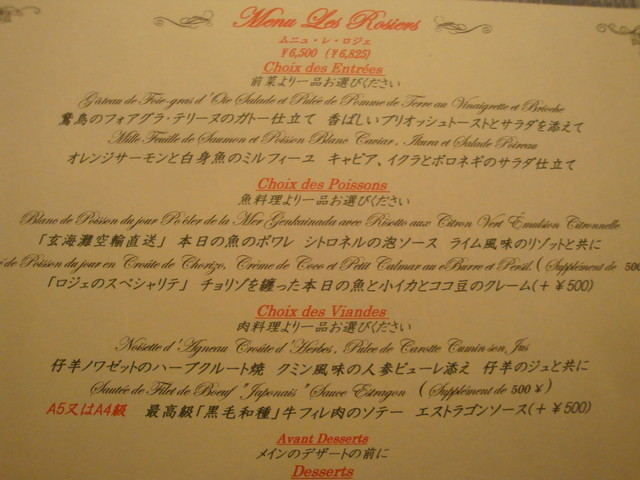 Menu Les Rosiers
ムニュ・レ・ロジェ
¥6,500 (¥6,825)
Choix des Entrées
前菜より一品お選びください
Gâteau de Foie-gras d'Oie Salade et Pulée de Pomme de Terre au Vinaigrette et Brioche
鵞鳥のフォアグラ・テリーヌのガトー仕立て 香ばしいブリオッシュトーストとサラダを添えて
Mille Feuille de Saumon et Poisson Blanc Caviar, Ikura et Salade Poireau
オレンジサーモンと白身魚のミルフィーユ キャビア、イクラとポロネギのサラダ仕立て
Choix des Poissons
魚料理より一品お選びください
Blanc de Poisson du jour Poêler de la Mer Genkainada avec Risotto aux Citron Vert Émulsion Citronnelle
「玄海灘空輸直送」 本日の魚のポワレ シトロネルの泡ソース ライム風味のリゾットと共に
de Poisson du jour en Croûte de Chorizo, Crème de Coco et Petit Calmar au eBurre et Persil. (Supplément de 500
「ロジェのスペシャリテ」 チョリソを纏った本日の魚と小イカとココ豆のクレーム(+¥500)
Choix des Viandes
肉料理より一品お選びください
Noisette d'Agneau Croûte d'Herbes, Pulee de Carotte Cumin son Jus
仔羊ノワゼットのハーブクルート焼 クミン風味の人参ピューレ添え 仔羊のジュと共に
Sautée de Filet de Boeuf "Japonais" Sauce Estragon (Supplément de 500¥)
A5又はA4級 最高級「黒毛和種」牛フィレ肉のソテー エストラゴンソース(+¥500)
Avant Desserts
メインのデザートの前に
Desserts